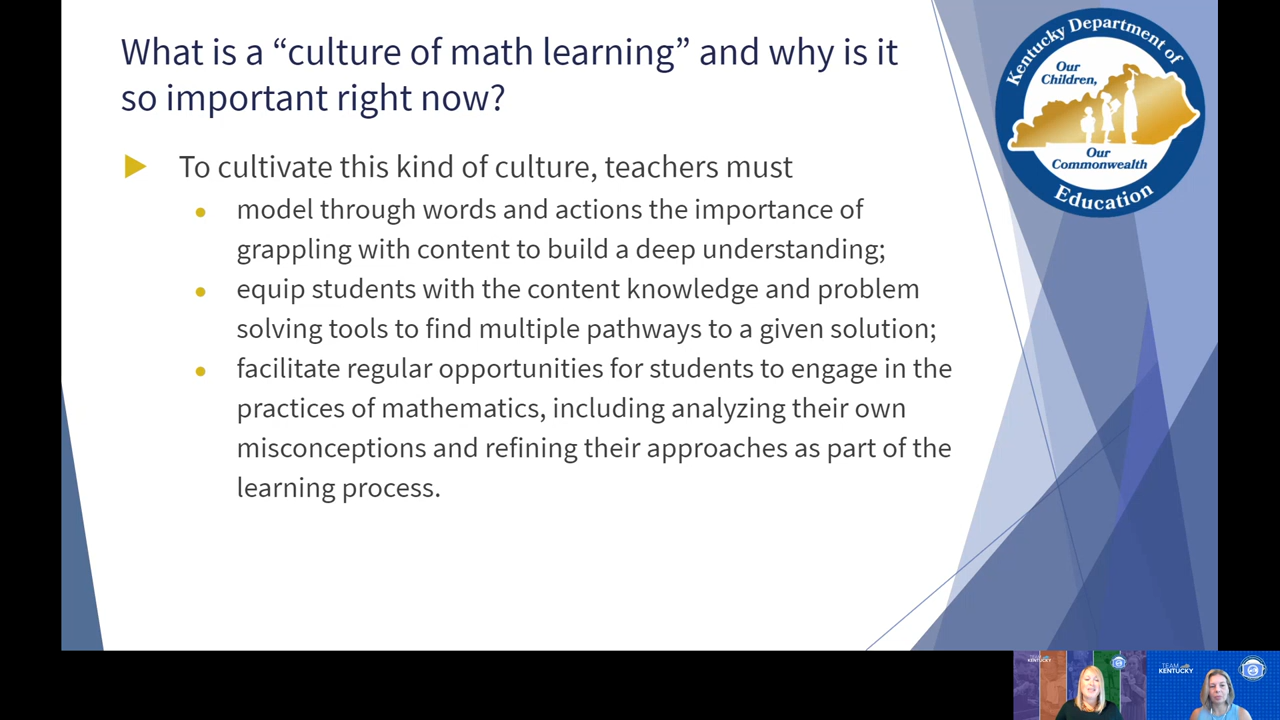 What is a “culture of math learning” and why is it
so important right now?
To cultivate this kind of culture, teachers must
model through words and actions the importance of
grappling with content to build a deep understanding;
equip students with the content knowledge and problem
solving tools to find multiple pathways to a given solution;
facilitate regular opportunities for students to engage in the
practices of mathematics, including analyzing their own
misconceptions and refining their approaches as part of the
learning process.
Kentucky Department of
Education
Our
Children,
Our
Commonwealth
TEAM
KENTUCKY
TEAM
KENTUCKY